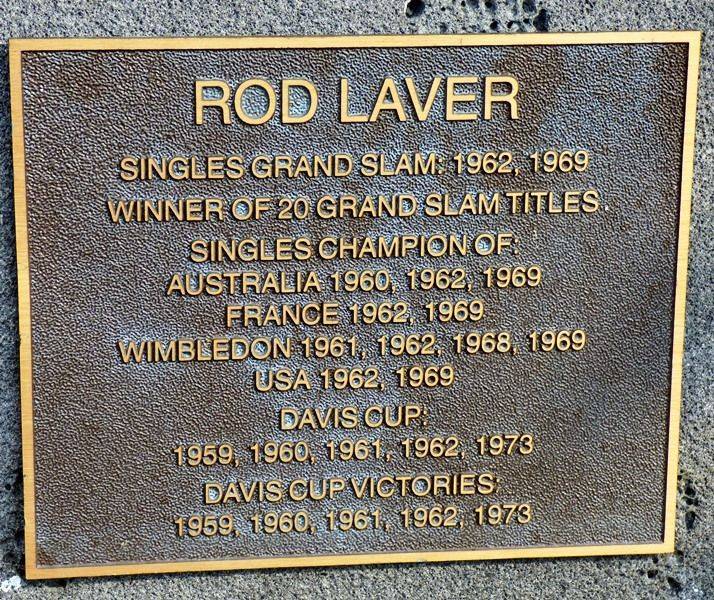 ROD LAVER
SINGLES GRAND SLAM: 1962, 1969
WINNER OF 20 GRAND SLAM TITLES.
SINGLES CHAMPION OF:
AUSTRALIA 1960, 1962, 1969
FRANCE 1962, 1969
WIMBLEDON 1961, 1962, 1968, 1969
USA 1962, 1969
DAVIS CUP:
1959, 1960, 1961, 1962, 1973
DAVIS CUP VICTORIES:
1959, 1960, 1961, 1962, 1973